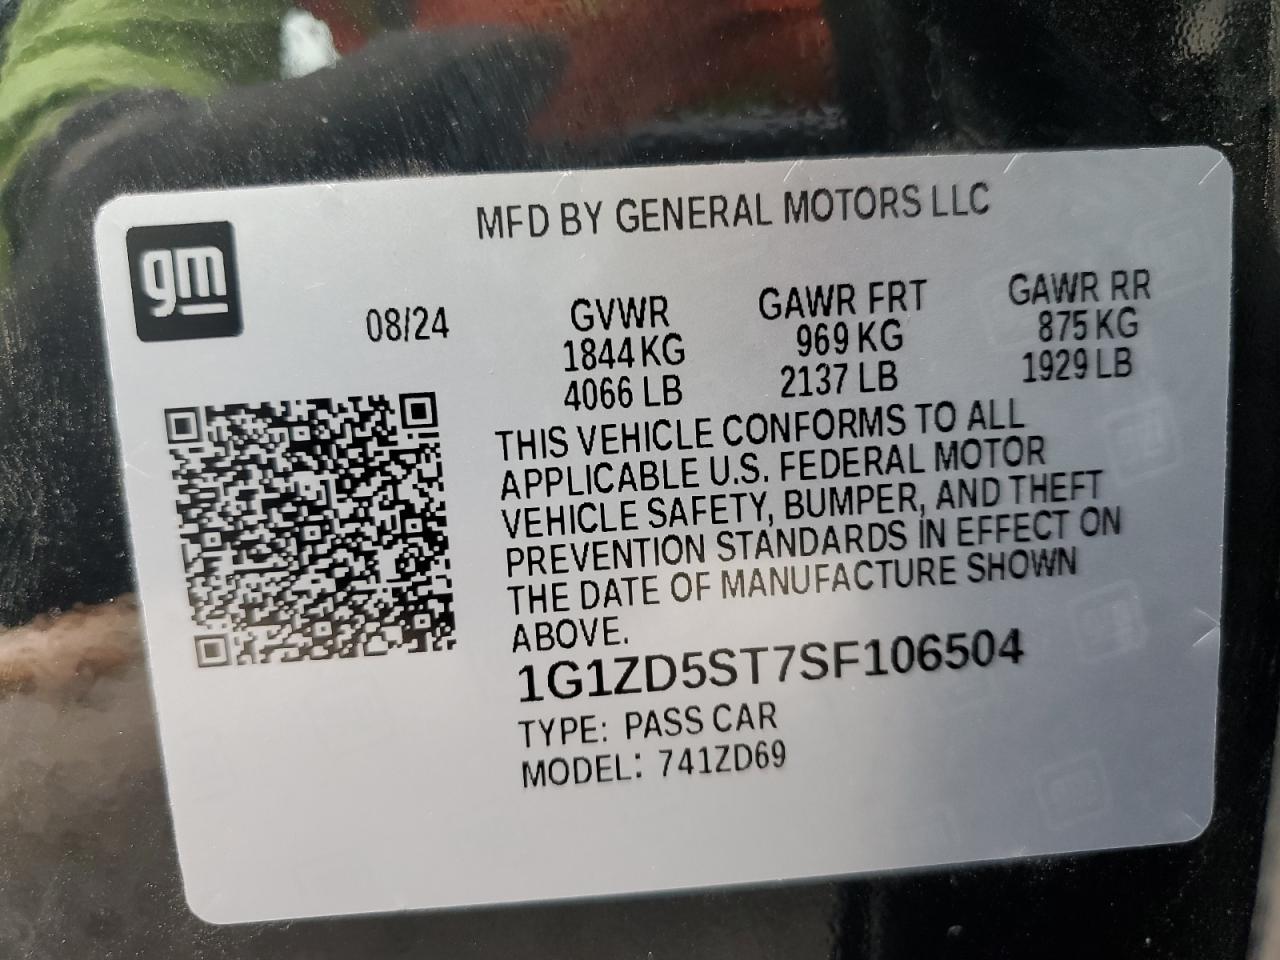 gm
MFD BY GENERAL MOTORS LLC
08/24
GVWR
1844 KG
4066 LB
GAWR FRT
969 KG
2137 LB
GAWR RR
875 KG
1929 LB
THIS VEHICLE CONFORMS TO ALL
APPLICABLE U.S. FEDERAL MOTOR
VEHICLE SAFETY, BUMPER, AND THEFT
PREVENTION STANDARDS IN EFFECT ON
THE DATE OF MANUFACTURE SHOWN
ABOVE.
1G1ZD5ST7SF106504
TYPE: PASS CAR
MODEL: 741ZD69